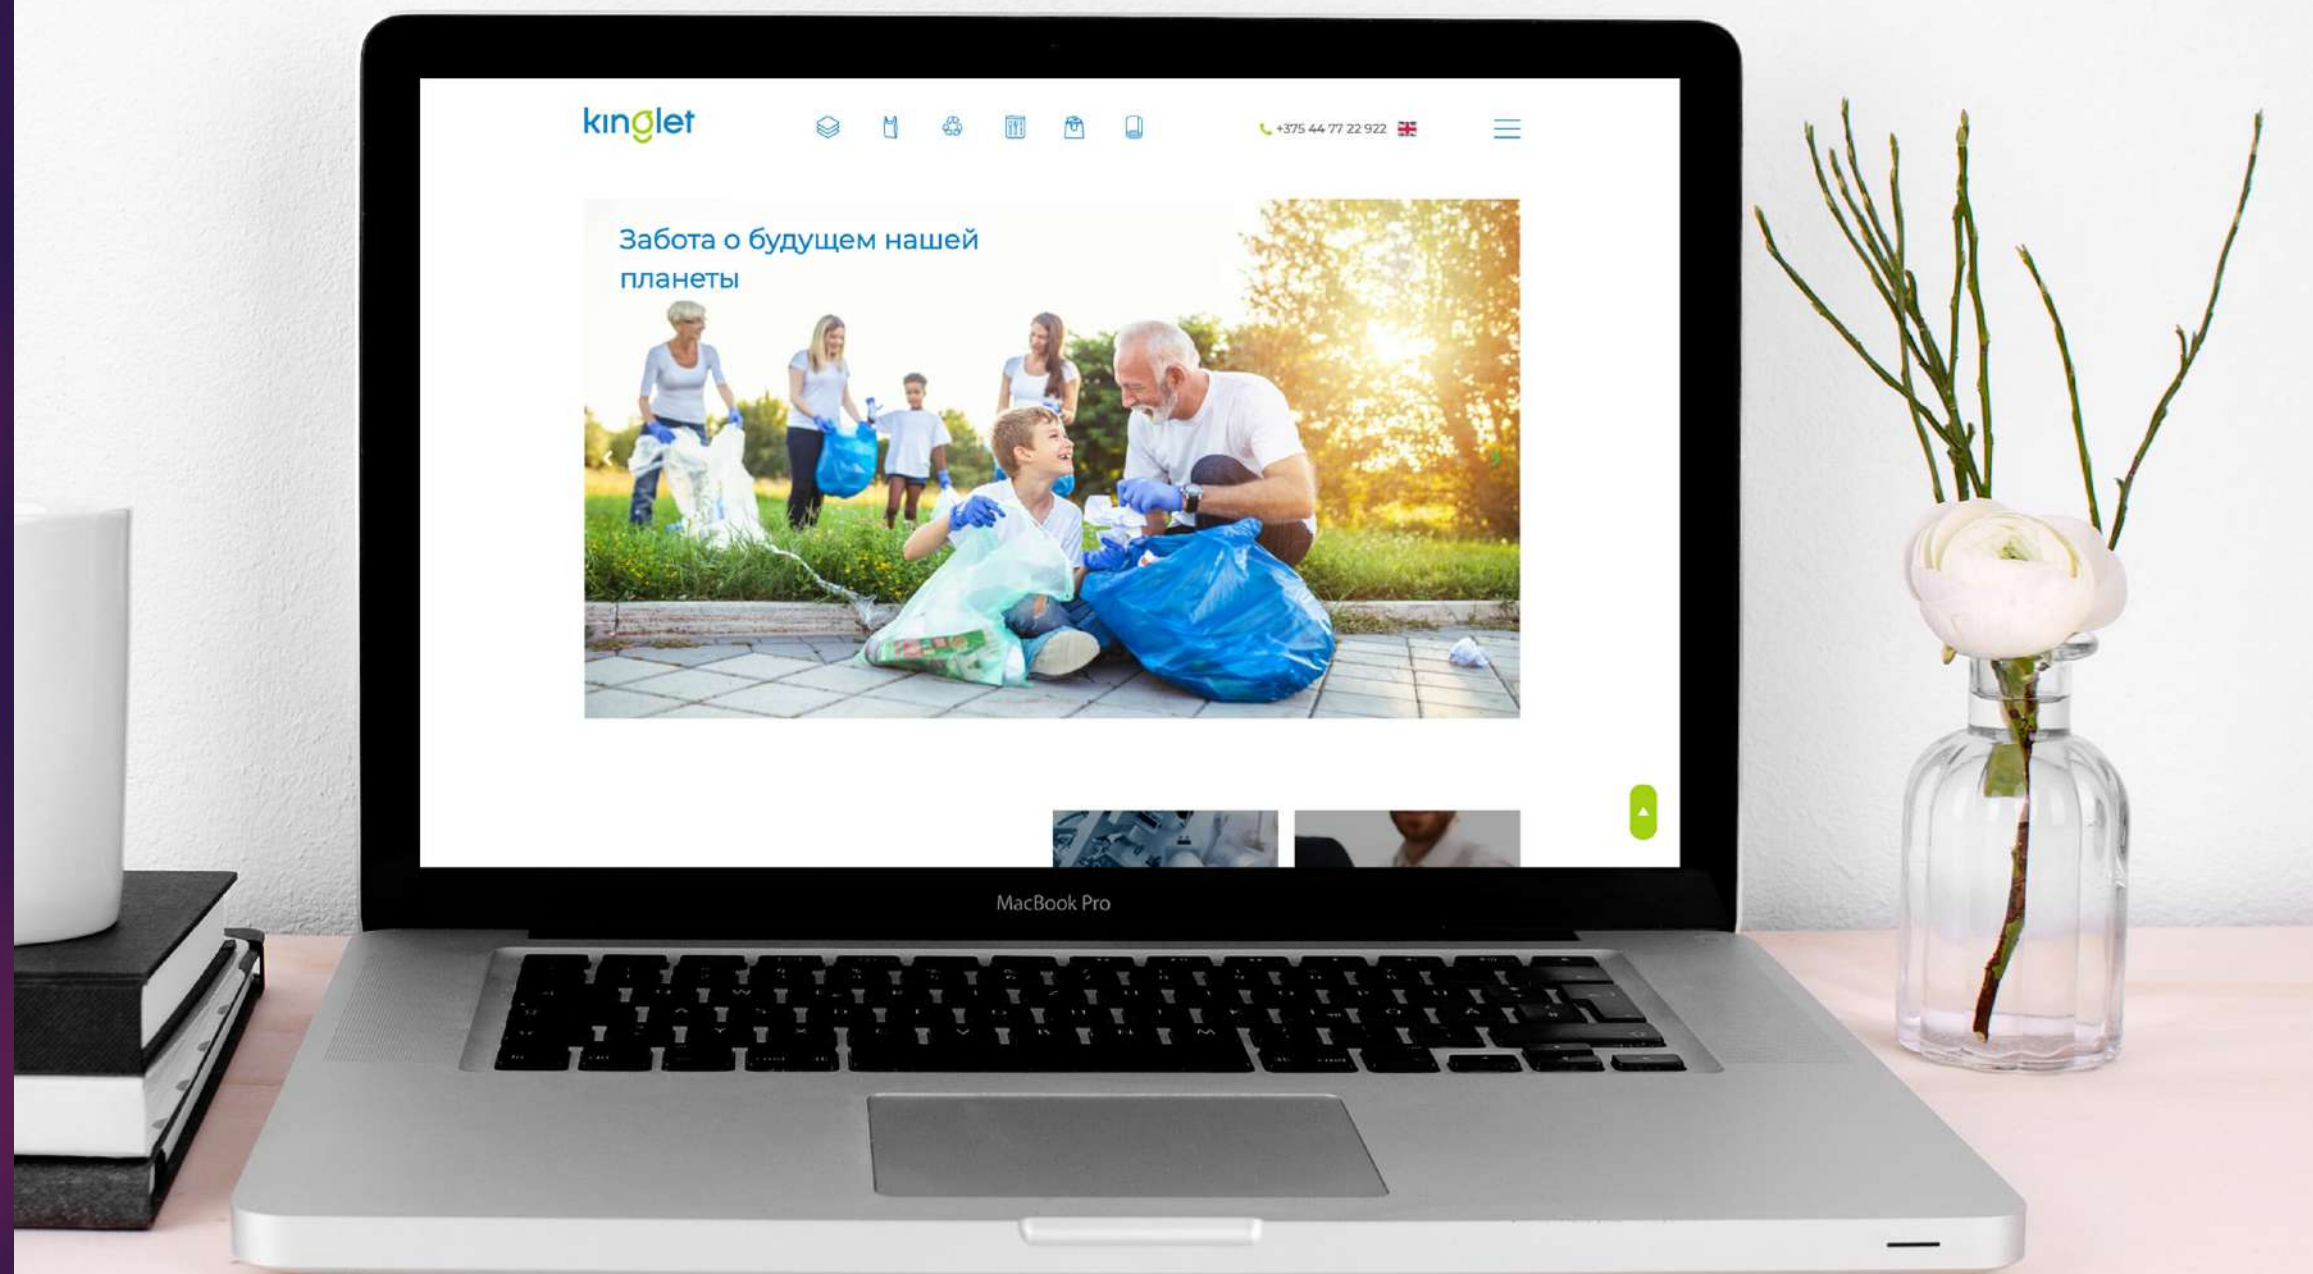 kinglet
+375 44 77 22 922
Забота о будущем нашей
планеты
MacBook Pro